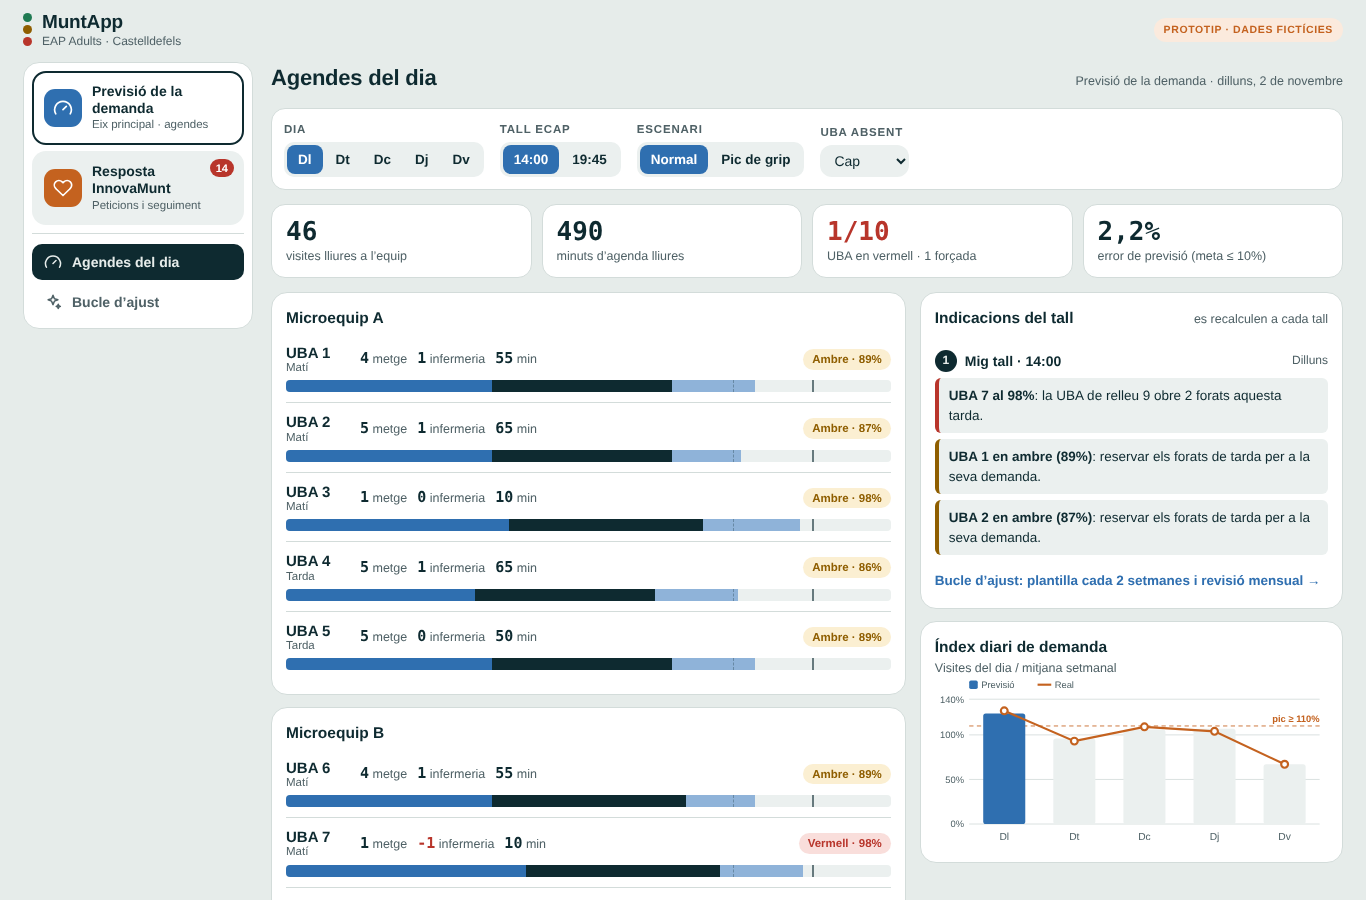 MuntApp
EAP Adults · Castelldefels
PROTOTIP · DADES FICTÍCIES
Previsió de la
demanda
Eix principal · agendes
Resposta
InnovaMunt
14
Peticions i seguiment
Agendes del dia
Bucle d’ajust
Agendes del dia
Previsió de la demanda · dilluns, 2 de novembre
DIA
Dl Dt Dc Dj Dv
TALL ECAP
14:00 19:45
ESCENARI
Normal Pic de grip
UBA ABSENT
Cap
46
visites lliures a l’equip
490
minuts d’agenda lliures
1/10
UBA en vermell · 1 forçada
2,2%
error de previsió (meta ≤ 10%)
Microequip A
UBA 1
Matí
4 metge 1 infermeria 55 min
Ambre · 89%
UBA 2
Matí
5 metge 1 infermeria 65 min
Ambre · 87%
UBA 3
Matí
1 metge 0 infermeria 10 min
Ambre · 98%
UBA 4
Tarda
5 metge 1 infermeria 65 min
Ambre · 86%
UBA 5
Tarda
5 metge 0 infermeria 50 min
Ambre · 89%
Microequip B
UBA 6
Matí
4 metge 1 infermeria 55 min
Ambre · 89%
UBA 7
Matí
1 metge -1 infermeria 10 min
Vermell · 98%
Indicacions del tall
es recalculen a cada tall
1 Mig tall · 14:00
Dilluns
UBA 7 al 98%: la UBA de relleu 9 obre 2 forats aquesta
tarda.
UBA 1 en ambre (89%): reservar els forats de tarda per a la
seva demanda.
UBA 2 en ambre (87%): reservar els forats de tarda per a la
seva demanda.
Bucle d’ajust: plantilla cada 2 setmanes i revisió mensual →
Índex diari de demanda
Visites del dia / mitjana setmanal
Previsió Real
140%
pic ≥ 110%
100%
50%
0%
Dl Dt Dc Dj Dv